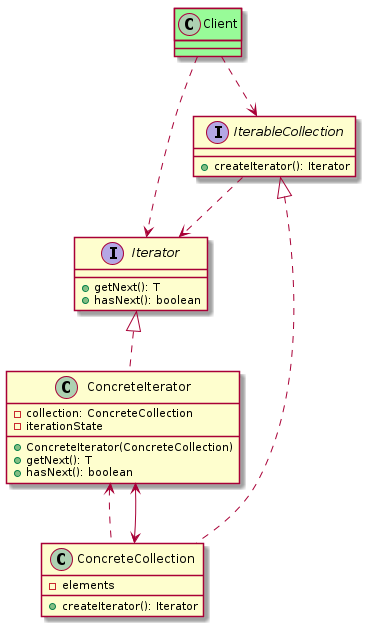 C Client
I IterableCollection
createIterator(): Iterator
I Iterator
getNext(): T
hasNext(): boolean
C ConcreteIterator
collection: ConcreteCollection
iterationState
ConcreteIterator(ConcreteCollection)
getNext(): T
hasNext(): boolean
C ConcreteCollection
elements
createIterator(): Iterator